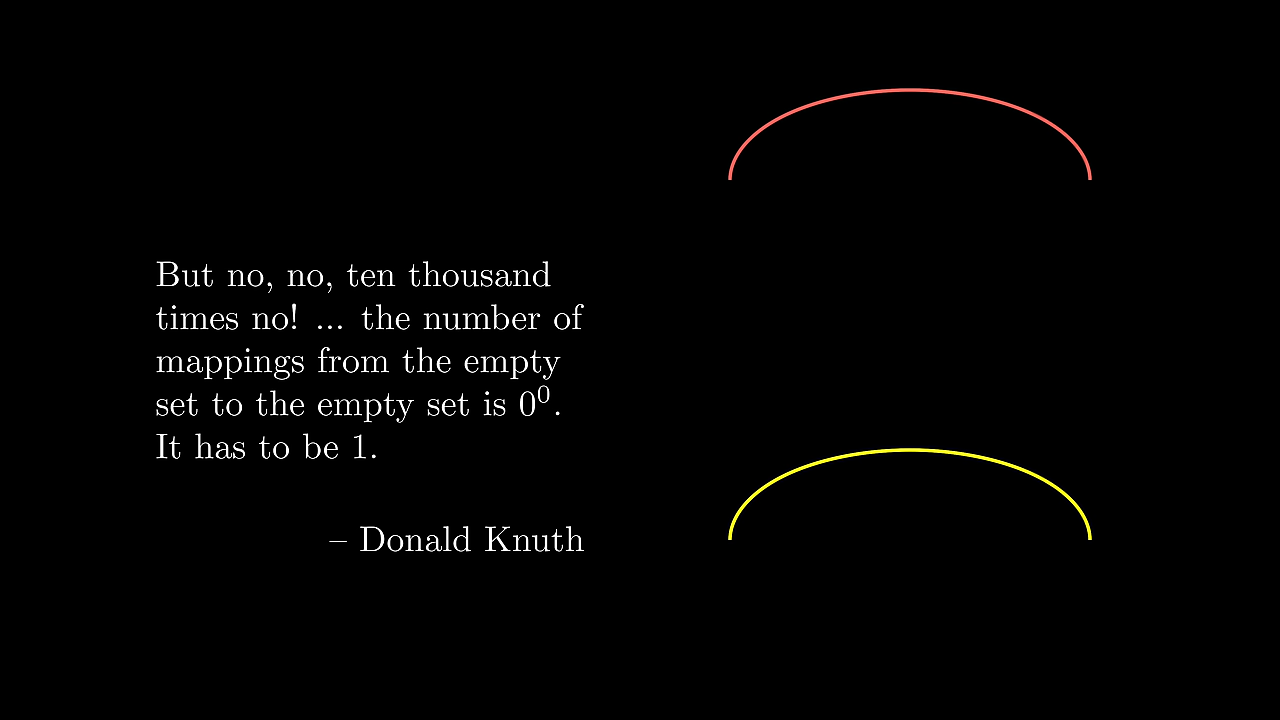 But no, no, ten thousand
times no! ... the number of
mappings from the empty
set to the empty set is 0⁰.
It has to be 1.
– Donald Knuth